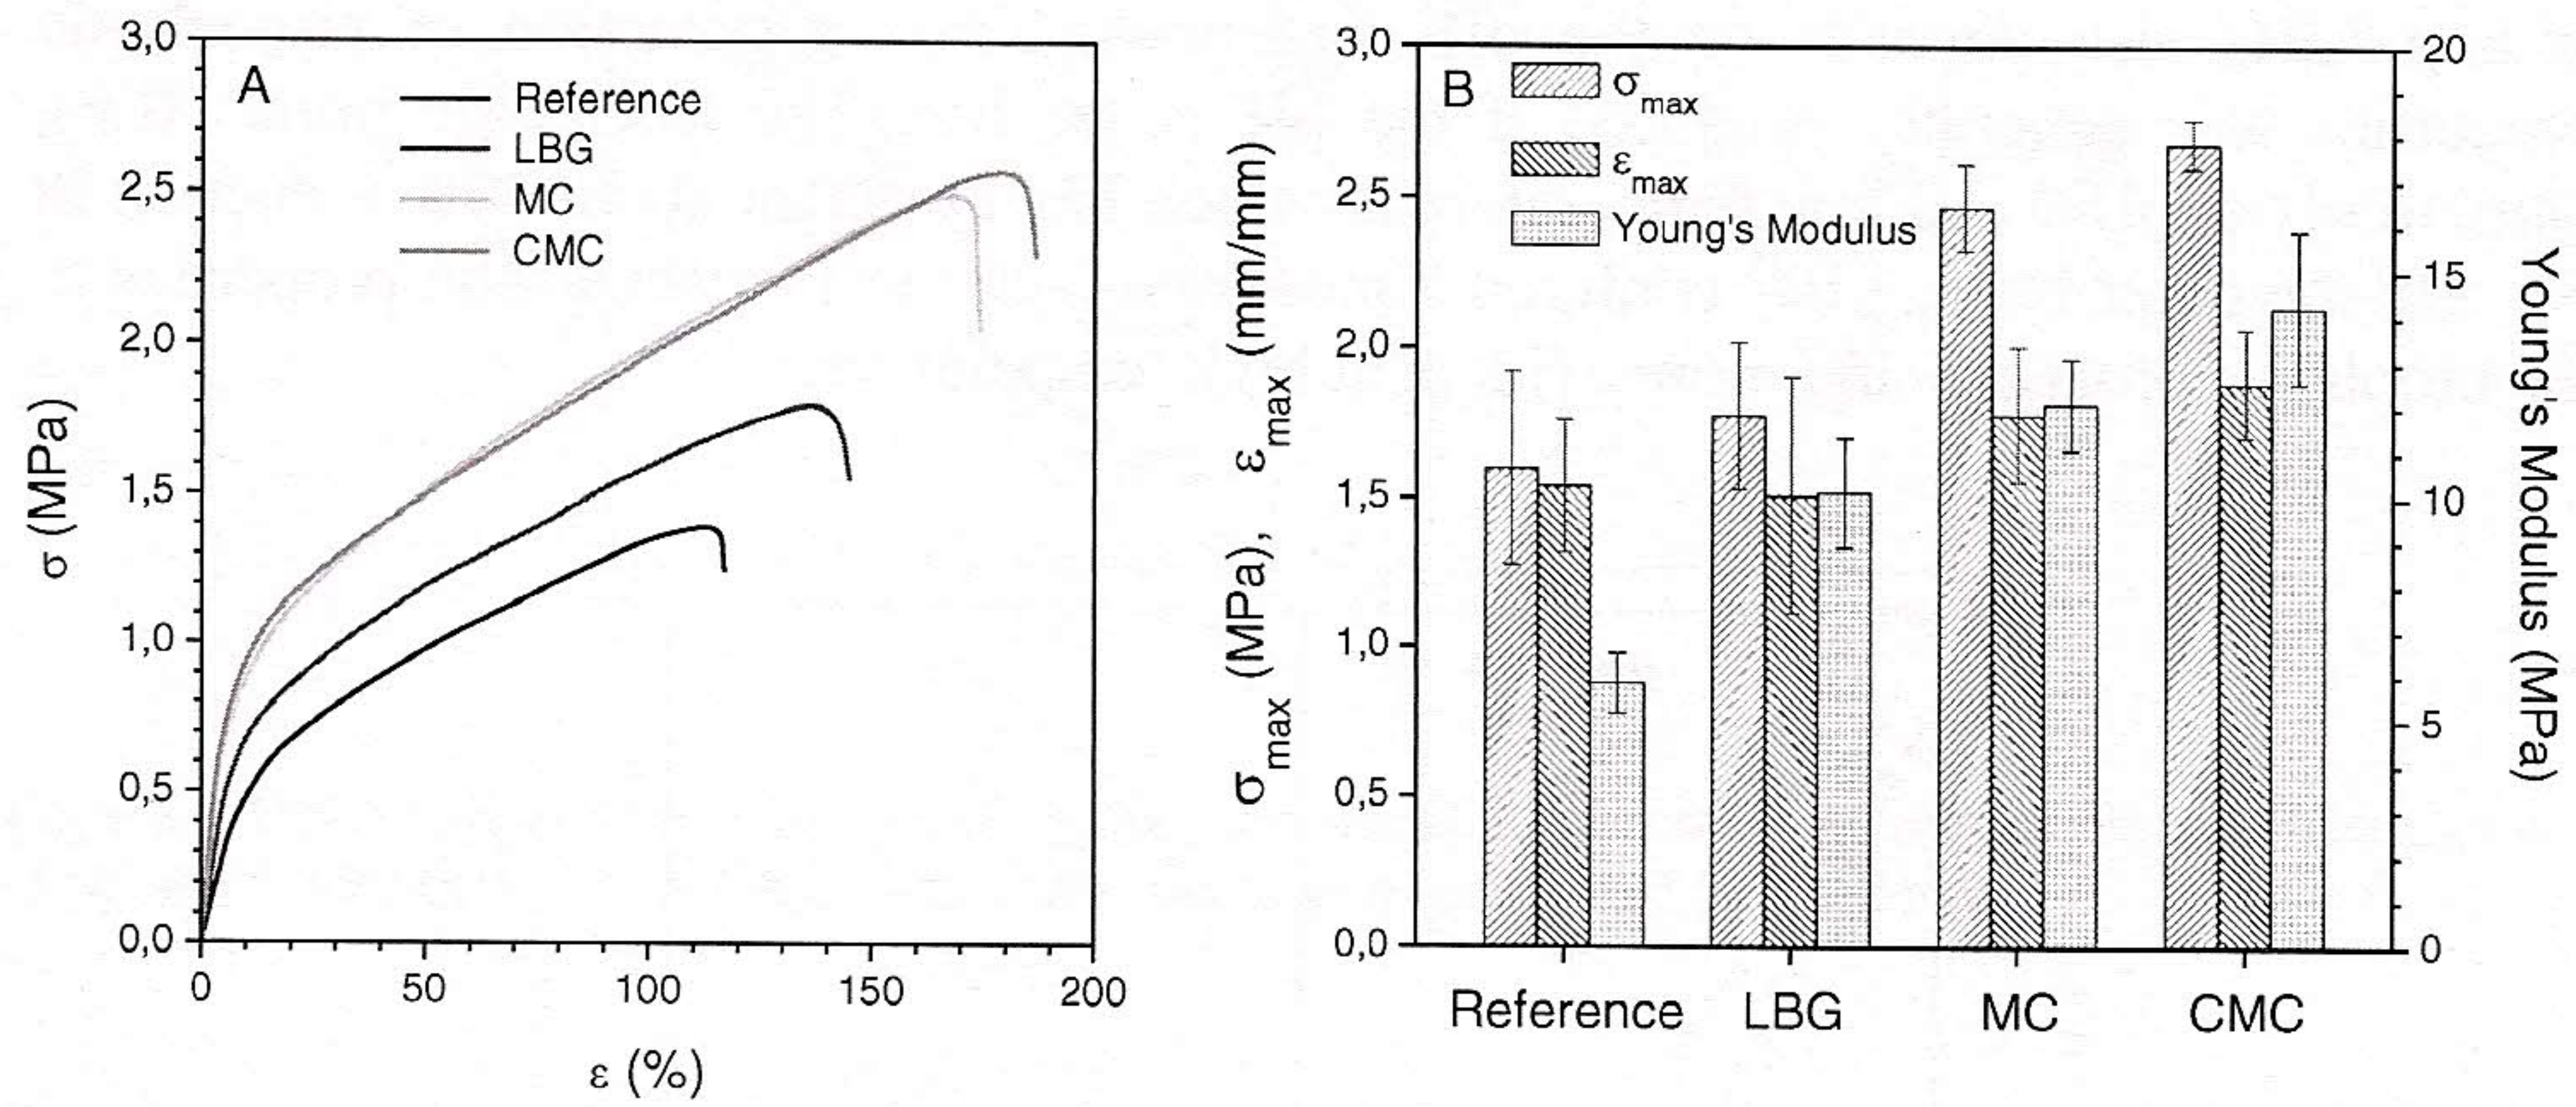 A
Reference
LBG
MC
CMC
3,0
2,5
2,0
1,5
1,0
0,5
0,0
σ (MPa)
0 50 100 150 200
ε (%)
B
σmax
εmax
Young's Modulus
3,0
2,5
2,0
1,5
1,0
0,5
0,0
σmax (MPa), εmax (mm/mm)
20
15
10
5
0
Young's Modulus (MPa)
Reference LBG MC CMC